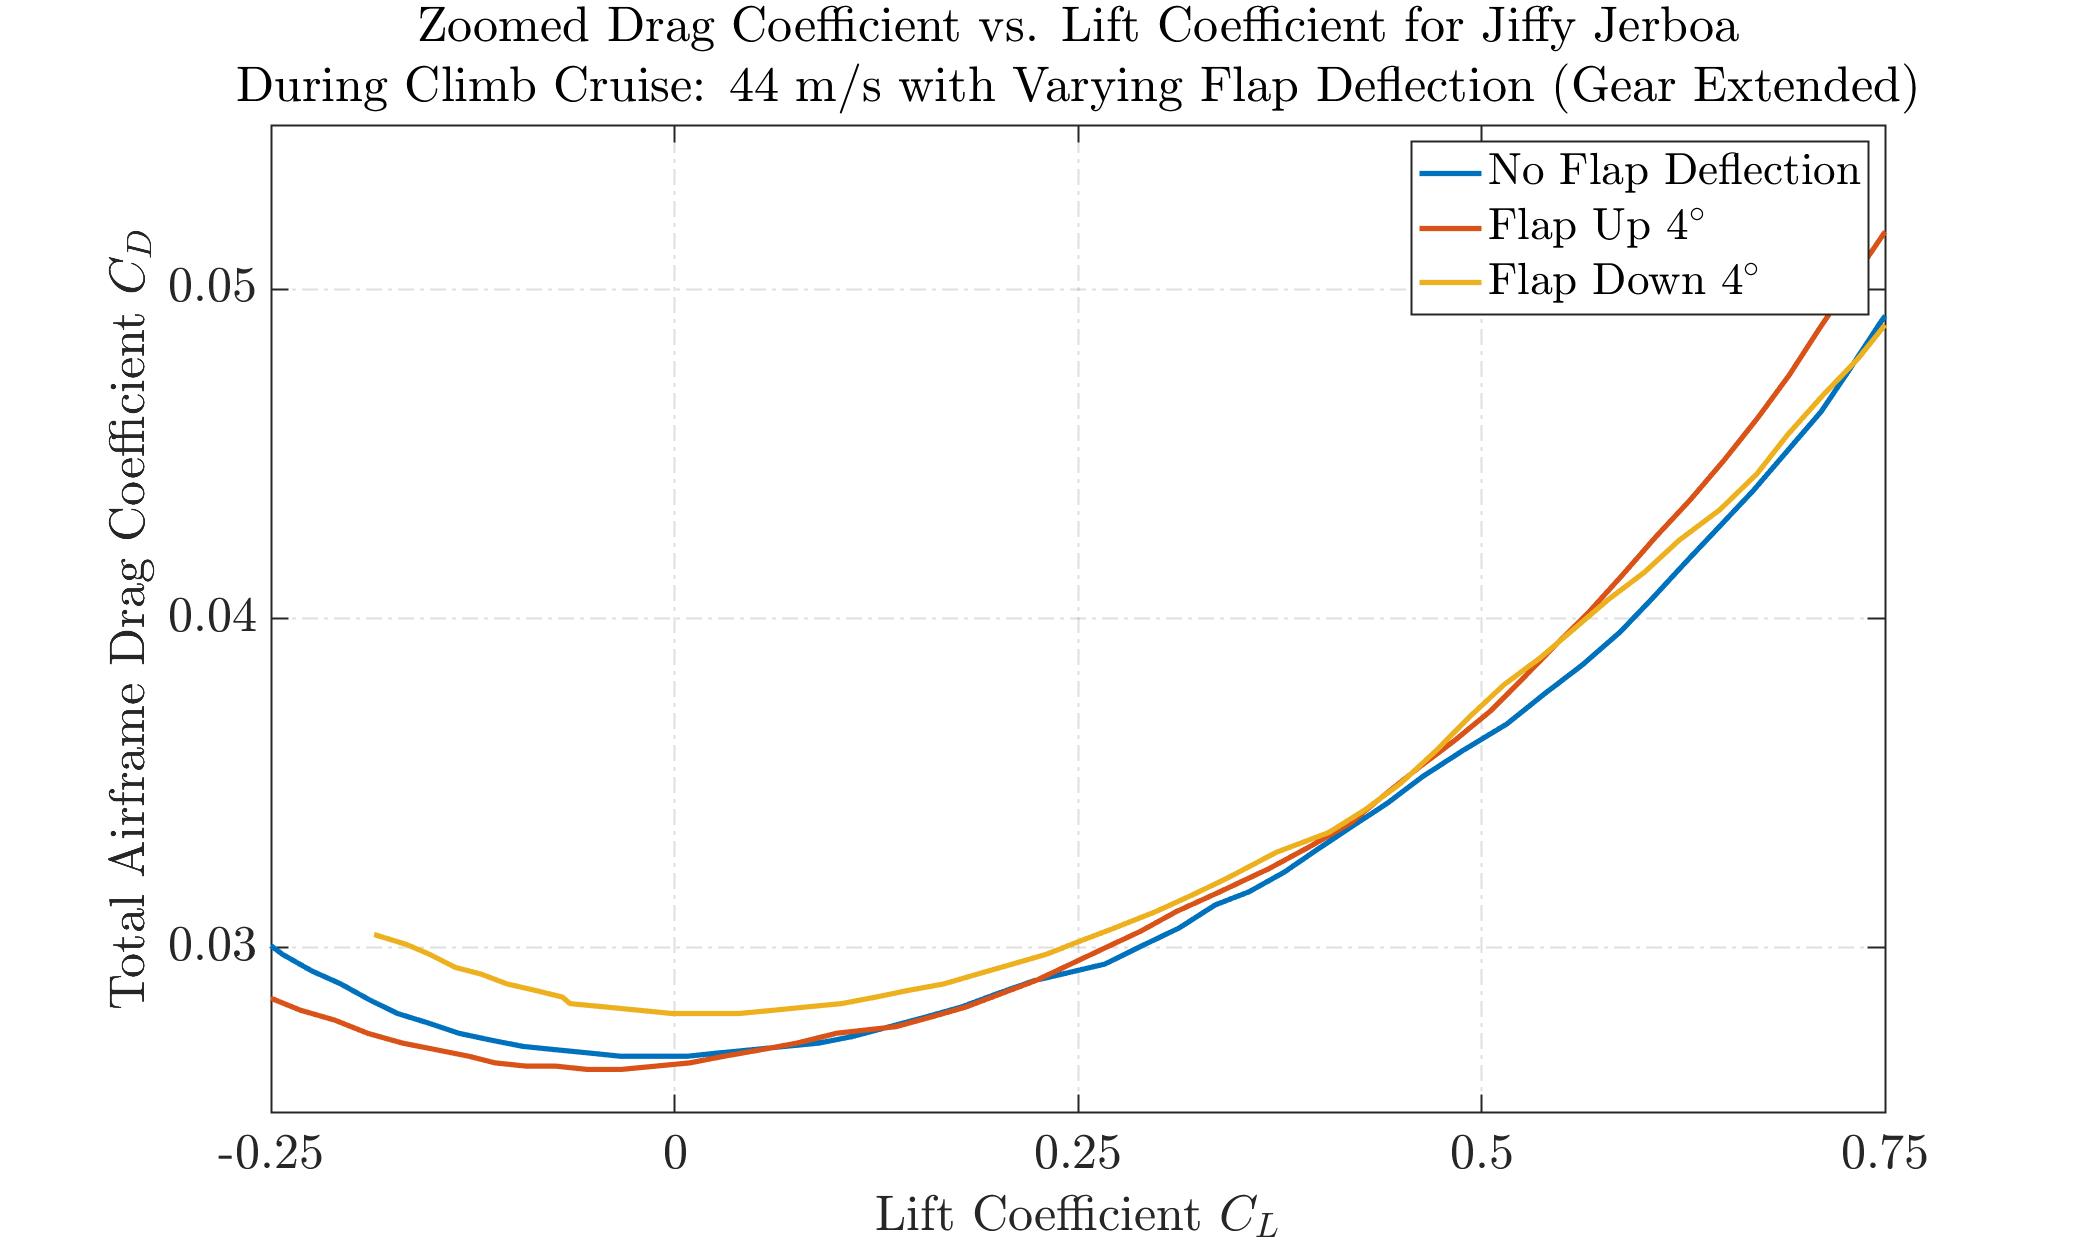 Zoomed Drag Coefficient vs. Lift Coefficient for Jiffy Jerboa
During Climb Cruise: 44 m/s with Varying Flap Deflection (Gear Extended)
No Flap Deflection
Flap Up 4°
Flap Down 4°
Total Airframe Drag Coefficient C_D
0.05
0.04
0.03
-0.25 0 0.25 0.5 0.75
Lift Coefficient C_L